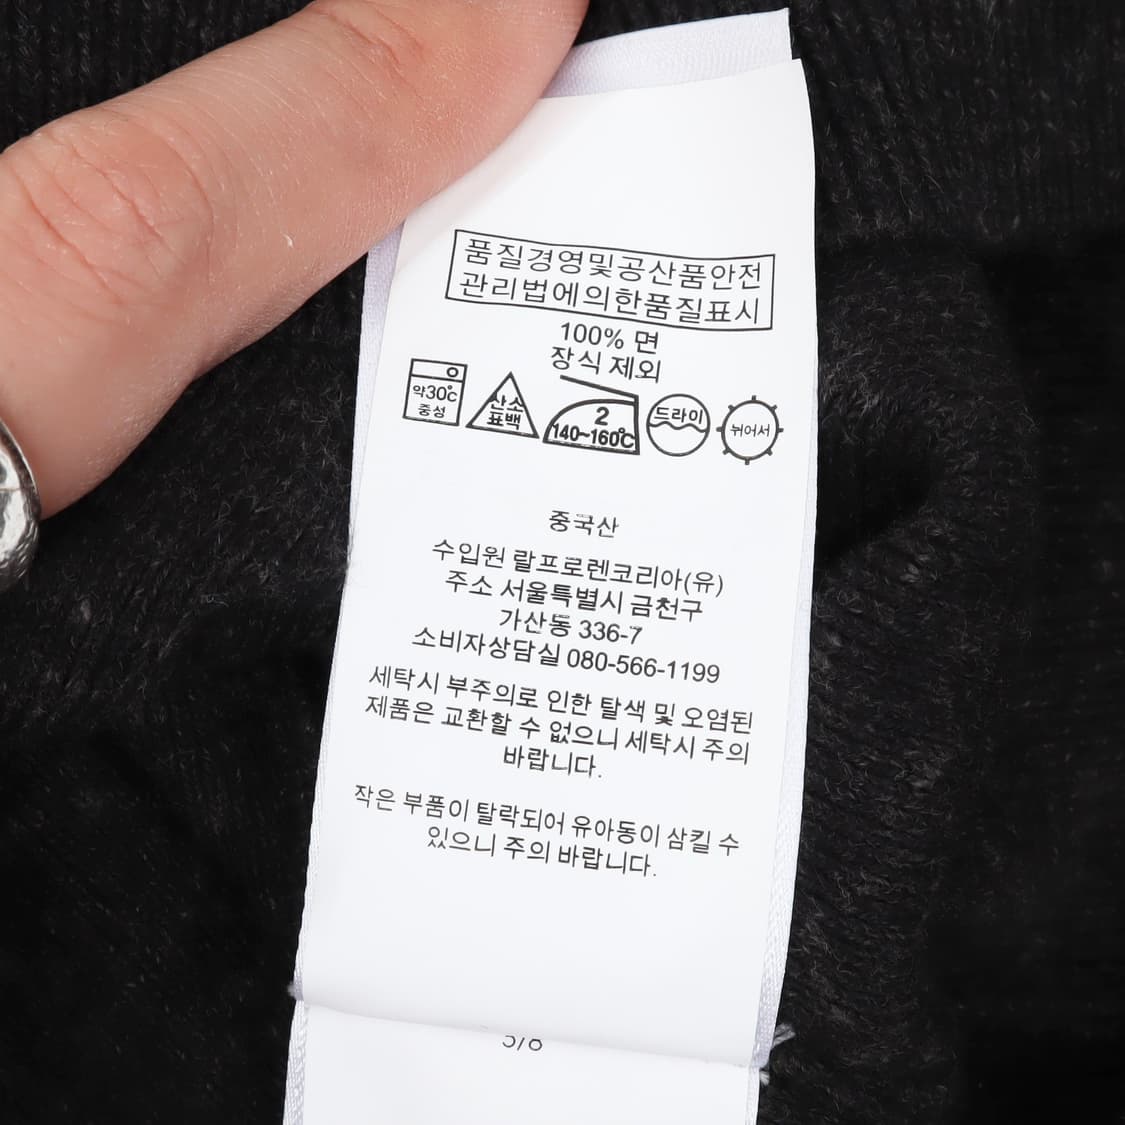 품질경영및공산품안전
관리법에의한품질표시
100% 면
장식 제외
약30℃
중성
산소
표백
2
140~160℃
드라이
뉘어서
중국산
수입원 랄프로렌코리아(유)
주소 서울특별시 금천구
가산동 336-7
소비자상담실 080-566-1199
세탁시 부주의로 인한 탈색 및 오염된
제품은 교환할 수 없으니 세탁시 주의
바랍니다.
작은 부품이 탈락되어 유아동이 삼킬 수
있으니 주의 바랍니다.